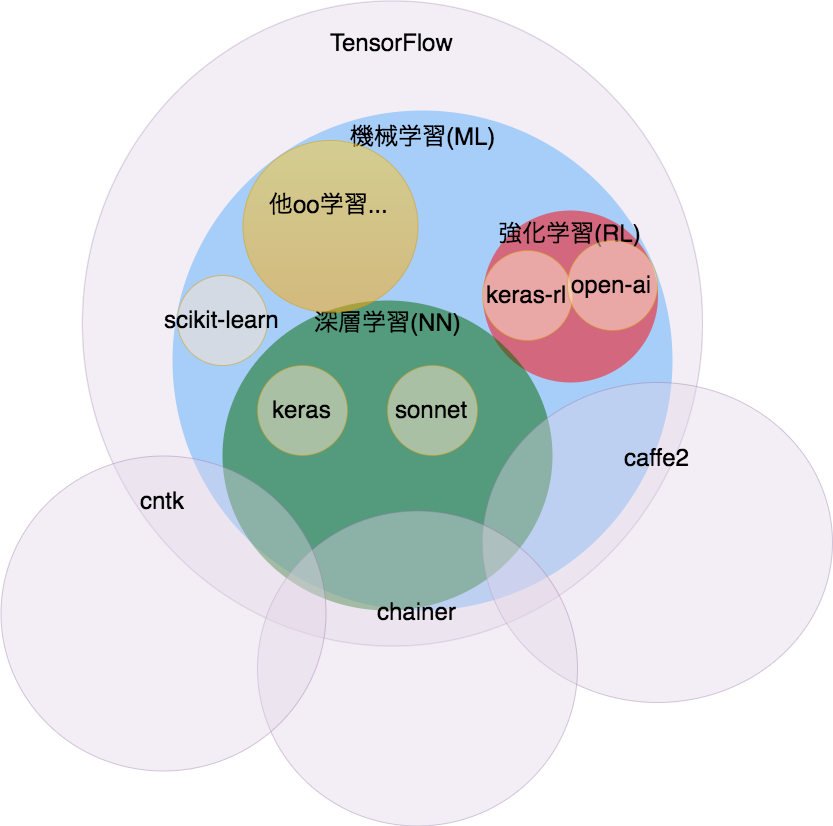 TensorFlow
機械学習(ML)
他oo学習...
強化学習(RL)
keras-rl
open-ai
scikit-learn
深層学習(NN)
keras
sonnet
caffe2
cntk
chainer